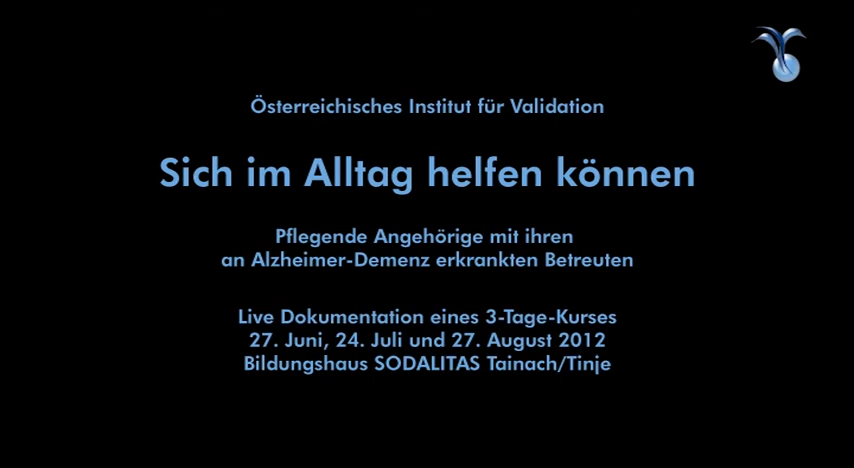 Österreichisches Institut für Validation
Sich im Alltag helfen können
Pflegende Angehörige mit ihren
an Alzheimer-Demenz erkrankten Betreuten
Live Dokumentation eines 3-Tage-Kurses
27. Juni, 24. Juli und 27. August 2012
Bildungshaus SODALITAS Tainach/Tinje